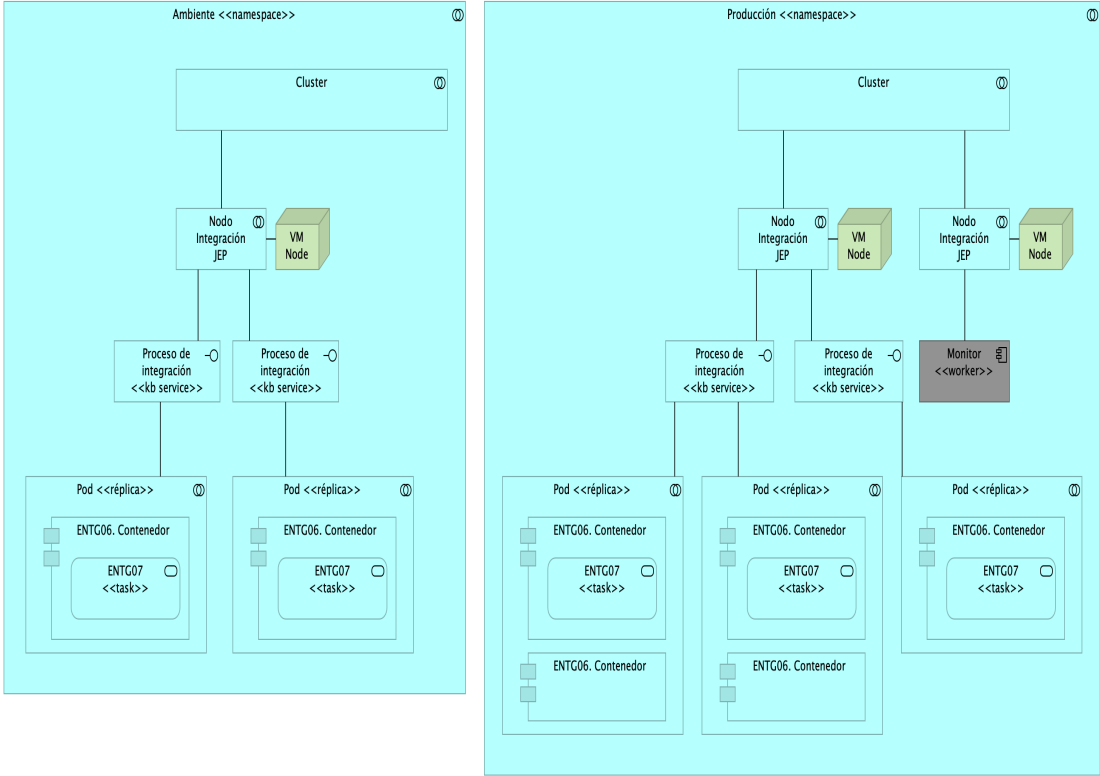 Ambiente <<namespace>>
Cluster
Nodo
Integración
JEP
VM
Node
Proceso de
integración
<<kb service>>
Proceso de
integración
<<kb service>>
Pod <<réplica>>
ENTG06. Contenedor
ENTG07
<<task>>
Pod <<réplica>>
ENTG06. Contenedor
ENTG07
<<task>>
Producción <<namespace>>
Cluster
Nodo
Integración
JEP
VM
Node
Nodo
Integración
JEP
VM
Node
Proceso de
integración
<<kb service>>
Proceso de
integración
<<kb service>>
Monitor
<<worker>>
Pod <<réplica>>
ENTG06. Contenedor
ENTG07
<<task>>
ENTG06. Contenedor
Pod <<réplica>>
ENTG06. Contenedor
ENTG07
<<task>>
ENTG06. Contenedor
Pod <<réplica>>
ENTG06. Contenedor
ENTG07
<<task>>